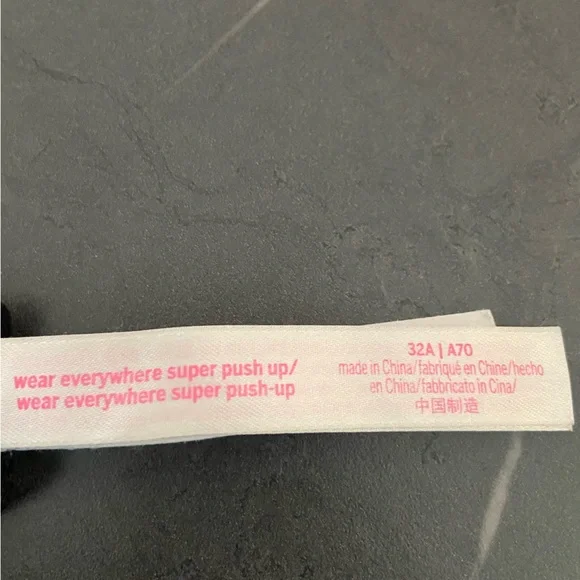 wear everywhere super push up/
wear everywhere super push-up
32A | A70
made in China/fabriqué en Chine/hecho
en China/fabbricato in Cina/
中国制造